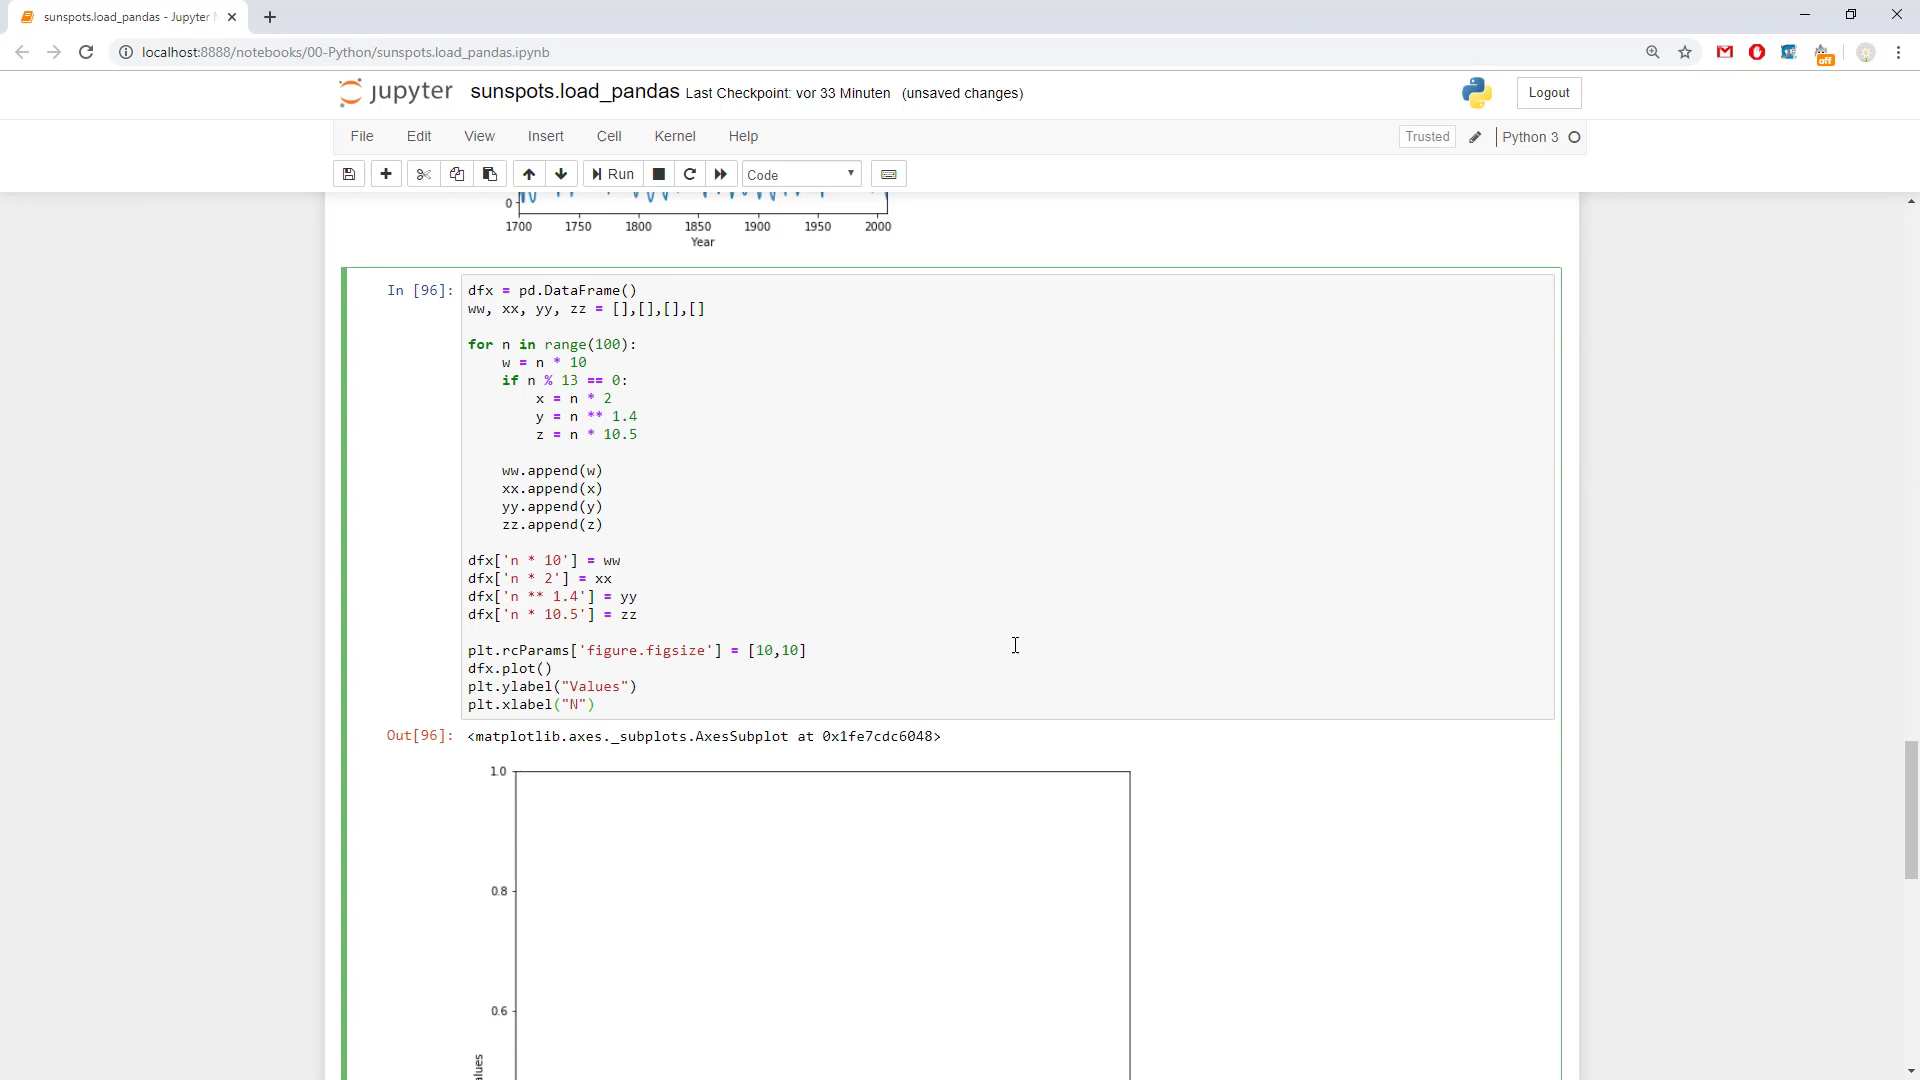 sunspots.load_pandas - Jupyter N
localhost:8888/notebooks/00-Python/sunspots.load_pandas.ipynb
off
jupyter sunspots.load_pandas Last Checkpoint: vor 33 Minuten (unsaved changes)
Logout
File Edit View Insert Cell Kernel Help
Trusted Python 3
Run Code
0
1700 1750 1800 1850 1900 1950 2000
Year
In [96]:
dfx = pd.DataFrame()
ww, xx, yy, zz = [],[],[],[]
for n in range(100):
    w = n * 10
    if n % 13 == 0:
        x = n * 2
        y = n ** 1.4
        z = n * 10.5
    ww.append(w)
    xx.append(x)
    yy.append(y)
    zz.append(z)
dfx['n * 10'] = ww
dfx['n * 2'] = xx
dfx['n ** 1.4'] = yy
dfx['n * 10.5'] = zz
plt.rcParams['figure.figsize'] = [10,10]
dfx.plot()
plt.ylabel("Values")
plt.xlabel("N")
Out[96]: <matplotlib.axes._subplots.AxesSubplot at 0x1fe7cdc6048>
1.0
0.8
0.6
alues